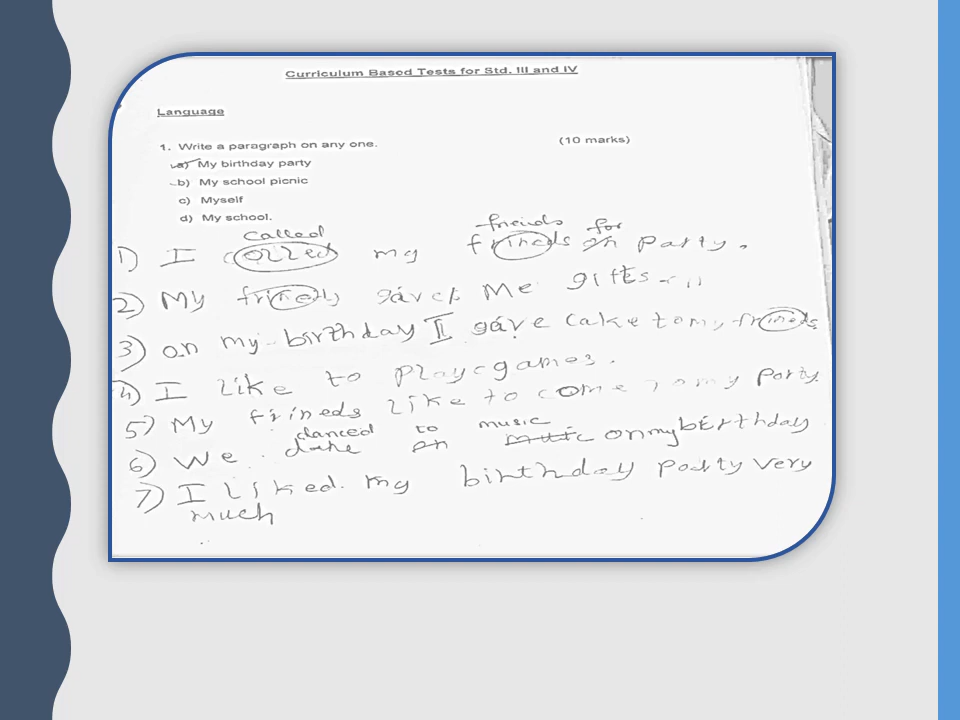 Curriculum Based Tests for Std. III and IV
Language
1. Write a paragraph on any one. (10 marks)
a) My birthday party
b) My school picnic
c) Myself
d) My school.
called friends for
1) I colled my frineds on party.
2) My frineds gave me gifts
3) on my birthday I gave cake to my frineds
4) I like to play games.
5) My frineds like to come to my party.
danced to music
6) We on on my birthday
7) I liked my birthday party very
much